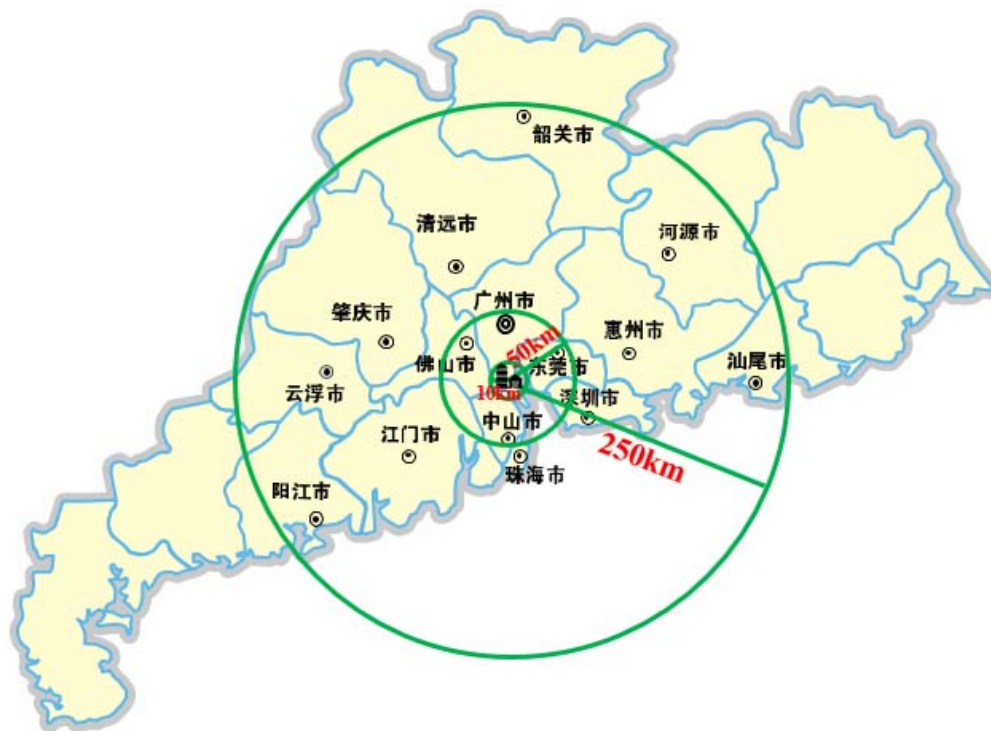 韶关市
清远市
河源市
广州市
肇庆市
50km
惠州市
佛山市
东莞市
汕尾市
云浮市
10km
深圳市
中山市
江门市
250km
珠海市
阳江市